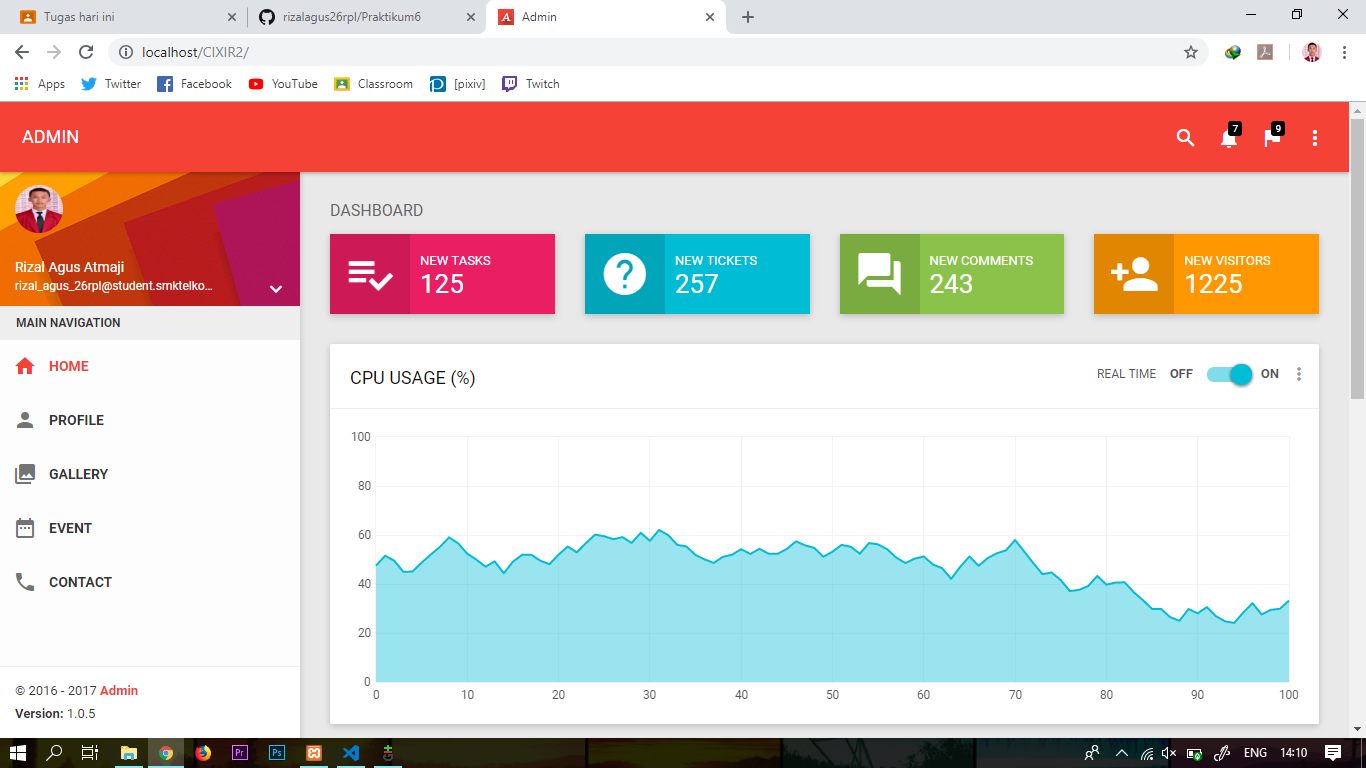 Tugas hari ini
rizalagus26rpl/Praktikum6
Admin
localhost/CIXIR2/
Apps
Twitter
Facebook
YouTube
Classroom
[pixiv]
Twitch
ADMIN
7
9
Rizal Agus Atmaji
rizal_agus_26rpl@student.smktelko...
MAIN NAVIGATION
HOME
PROFILE
GALLERY
EVENT
CONTACT
© 2016 - 2017 Admin
Version: 1.0.5
DASHBOARD
NEW TASKS
125
NEW TICKETS
257
NEW COMMENTS
243
NEW VISITORS
1225
CPU USAGE (%)
REAL TIME OFF ON
100
80
60
40
20
0
0 10 20 30 40 50 60 70 80 90 100
Pr
Ps
ENG
14:10